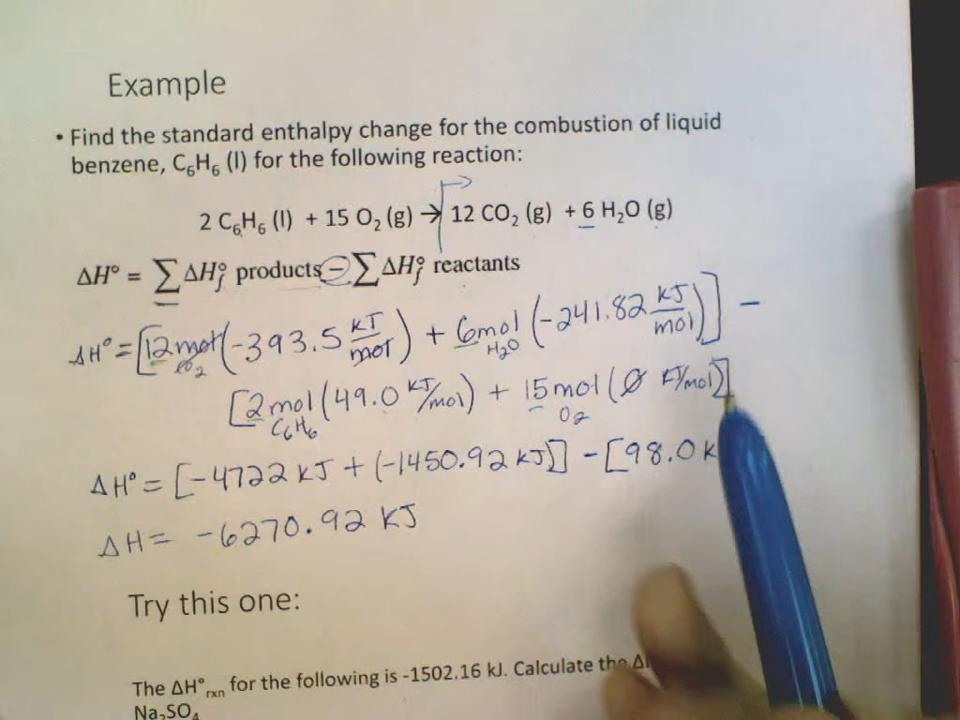 Example
• Find the standard enthalpy change for the combustion of liquid
benzene, C₆H₆ (l) for the following reaction:
2 C₆H₆ (l) + 15 O₂ (g) → 12 CO₂ (g) + 6 H₂O (g)
ΔH° = ∑ ΔH°f products − ∑ ΔH°f reactants
ΔH° = [12 mol (-393.5 kJ/mol) + 6 mol (-241.82 kJ/mol)] −
CO₂ H₂O
[2 mol (49.0 kJ/mol) + 15 mol (0 kJ/mol)]
C₆H₆ O₂
ΔH° = [-4722 kJ + (-1450.92 kJ)] - [98.0 k
ΔH = -6270.92 kJ
Try this one:
The ΔH°rxn for the following is -1502.16 kJ. Calculate the
Na₂SO₄